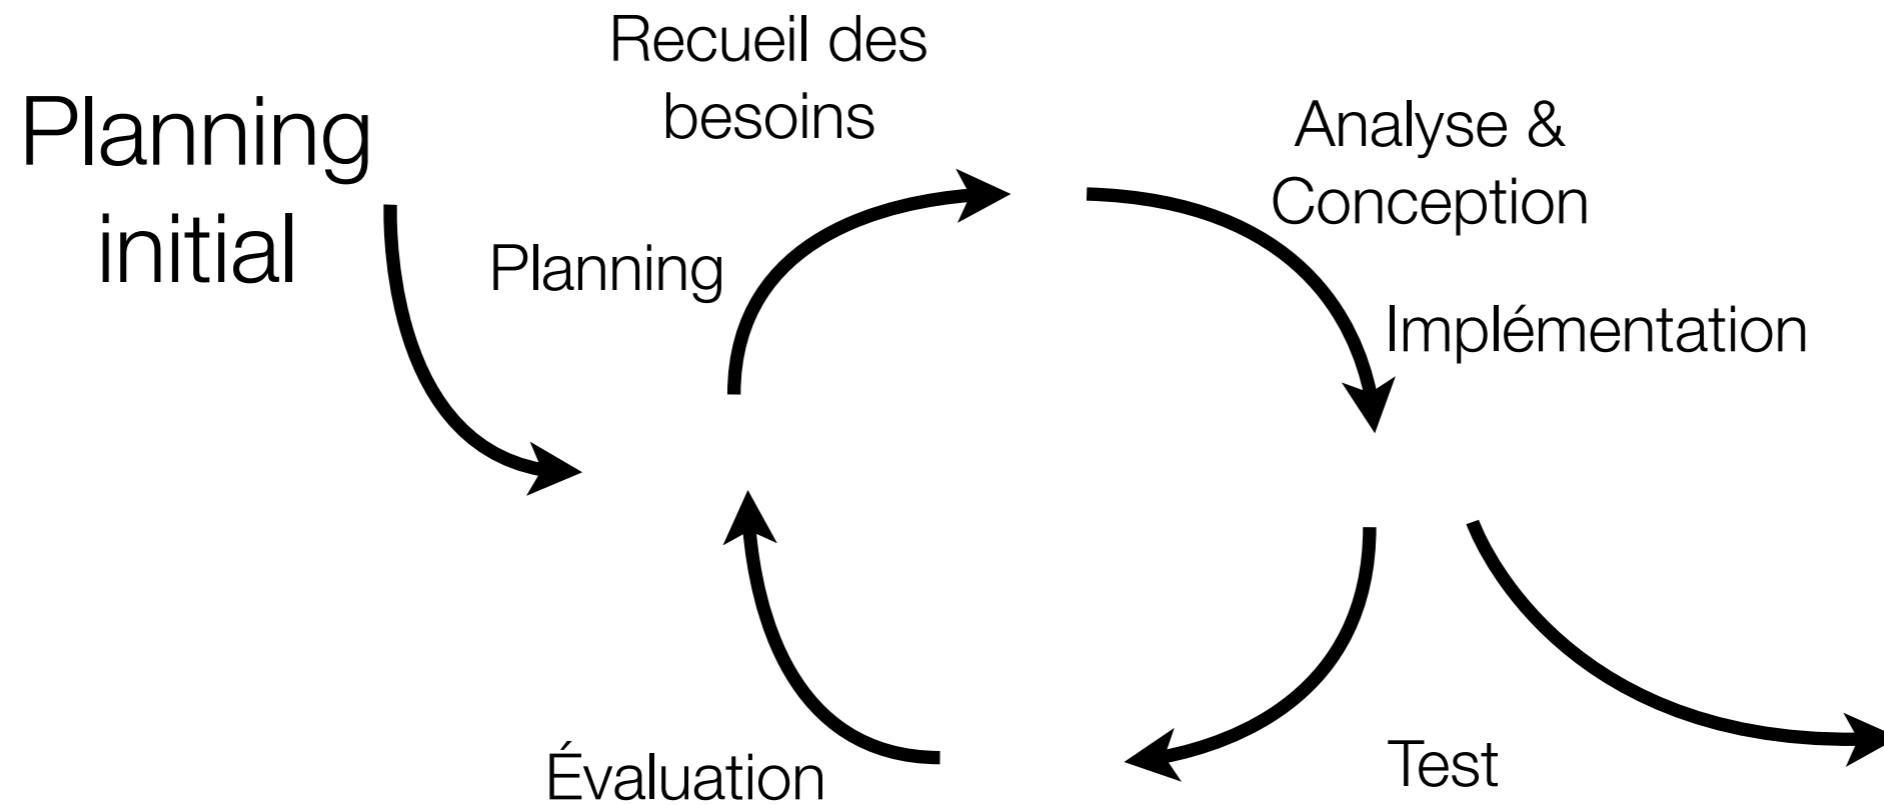 Planning
initial
Recueil des
besoins
Planning
Analyse &
Conception
Implémentation
Test
Évaluation